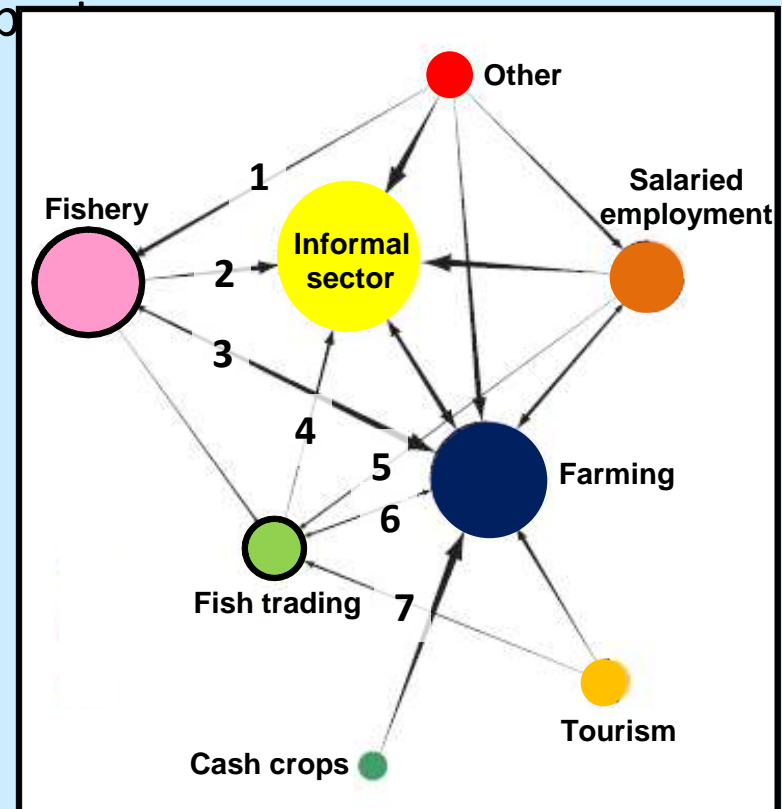 Other
1
Salaried
employment
Fishery
Informal
sector
2
3
4
5
Farming
6
Fish trading
7
Tourism
Cash crops